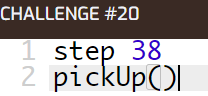 CHALLENGE #20
1 step 38
2 pickUp()